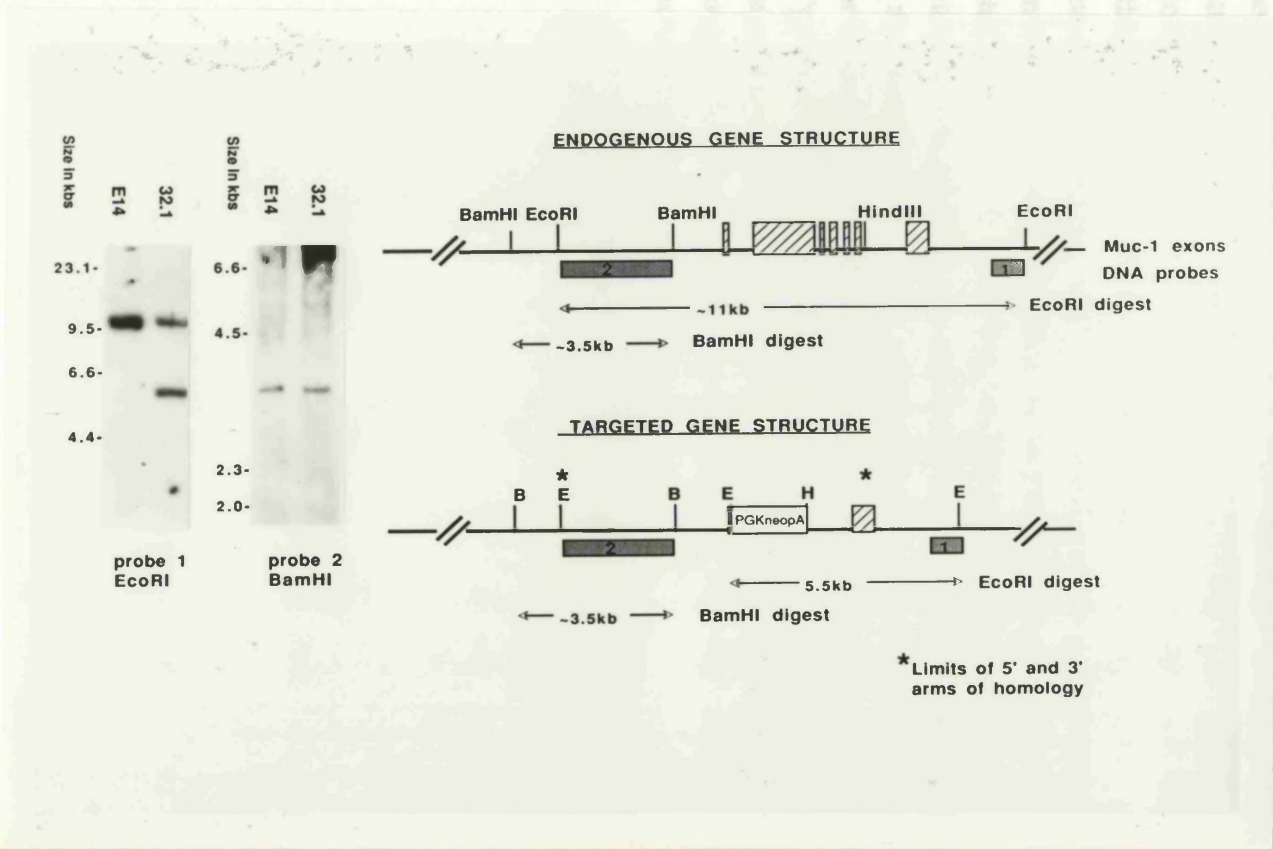 Size in kbs
E14
32.1
23.1-
9.5-
6.6-
4.4-
probe 1
EcoRI
Size in kbs
E14
32.1
6.6-
4.5-
2.3-
2.0-
probe 2
BamHI
ENDOGENOUS GENE STRUCTURE
BamHI EcoRI BamHI HindIII EcoRI
Muc-1 exons
2 1 DNA probes
~11kb EcoRI digest
~3.5kb BamHI digest
TARGETED GENE STRUCTURE
* *
B E B E H E
PGKneopA
2 1
5.5kb EcoRI digest
~3.5kb BamHI digest
*Limits of 5' and 3'
arms of homology